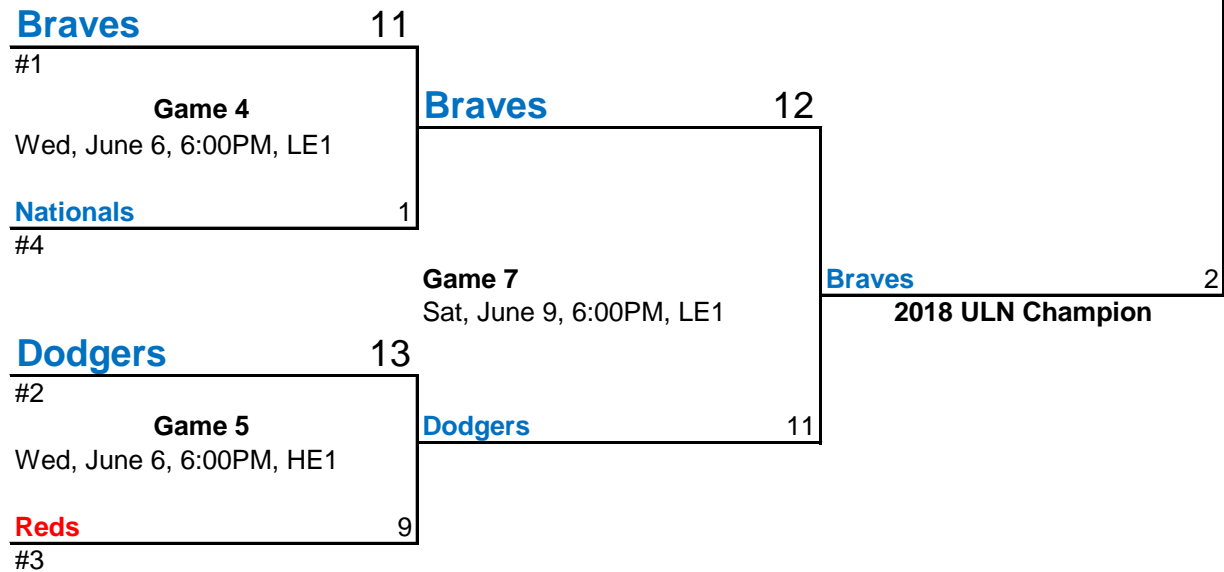 Braves 11
#1
Game 4
Wed, June 6, 6:00PM, LE1
Nationals 1
#4
Braves 12
Game 7
Sat, June 9, 6:00PM, LE1
Braves 2
2018 ULN Champion
Dodgers 13
#2
Game 5
Wed, June 6, 6:00PM, HE1
Dodgers 11
Reds 9
#3